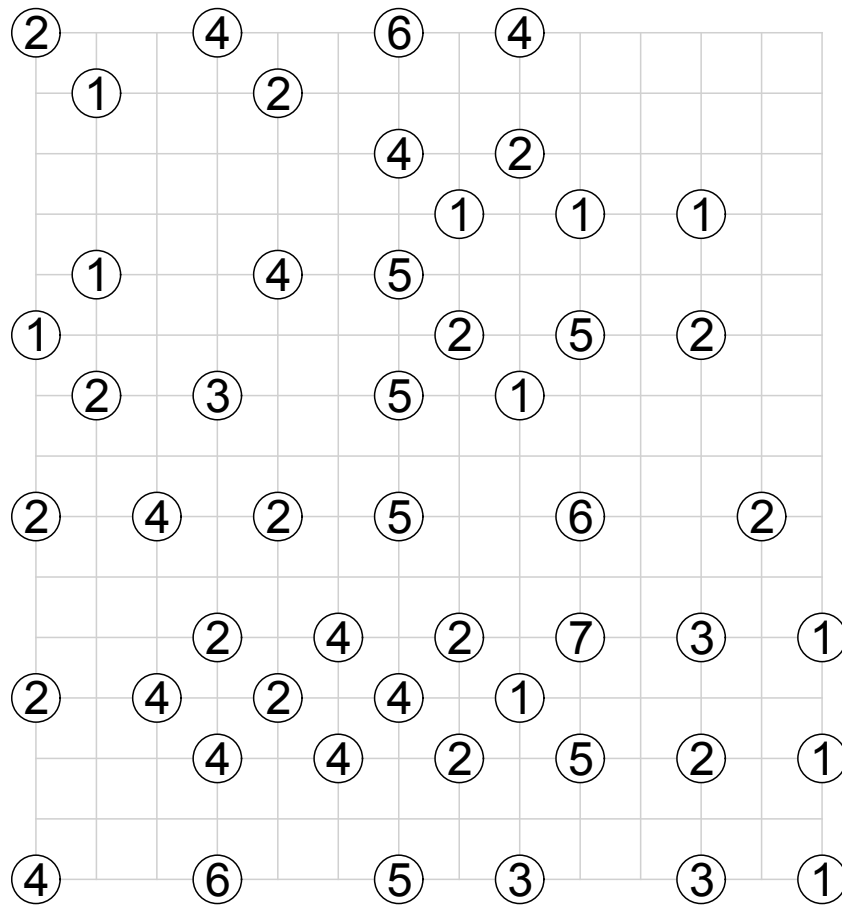 2 4 6 4
1 2
4 2
1 1 1
1 4 5
1 2 5 2
2 3 5 1
2 4 2 5 6 2
2 4 2 7 3 1
2 4 2 4 1
4 4 2 5 2 1
4 6 5 3 3 1